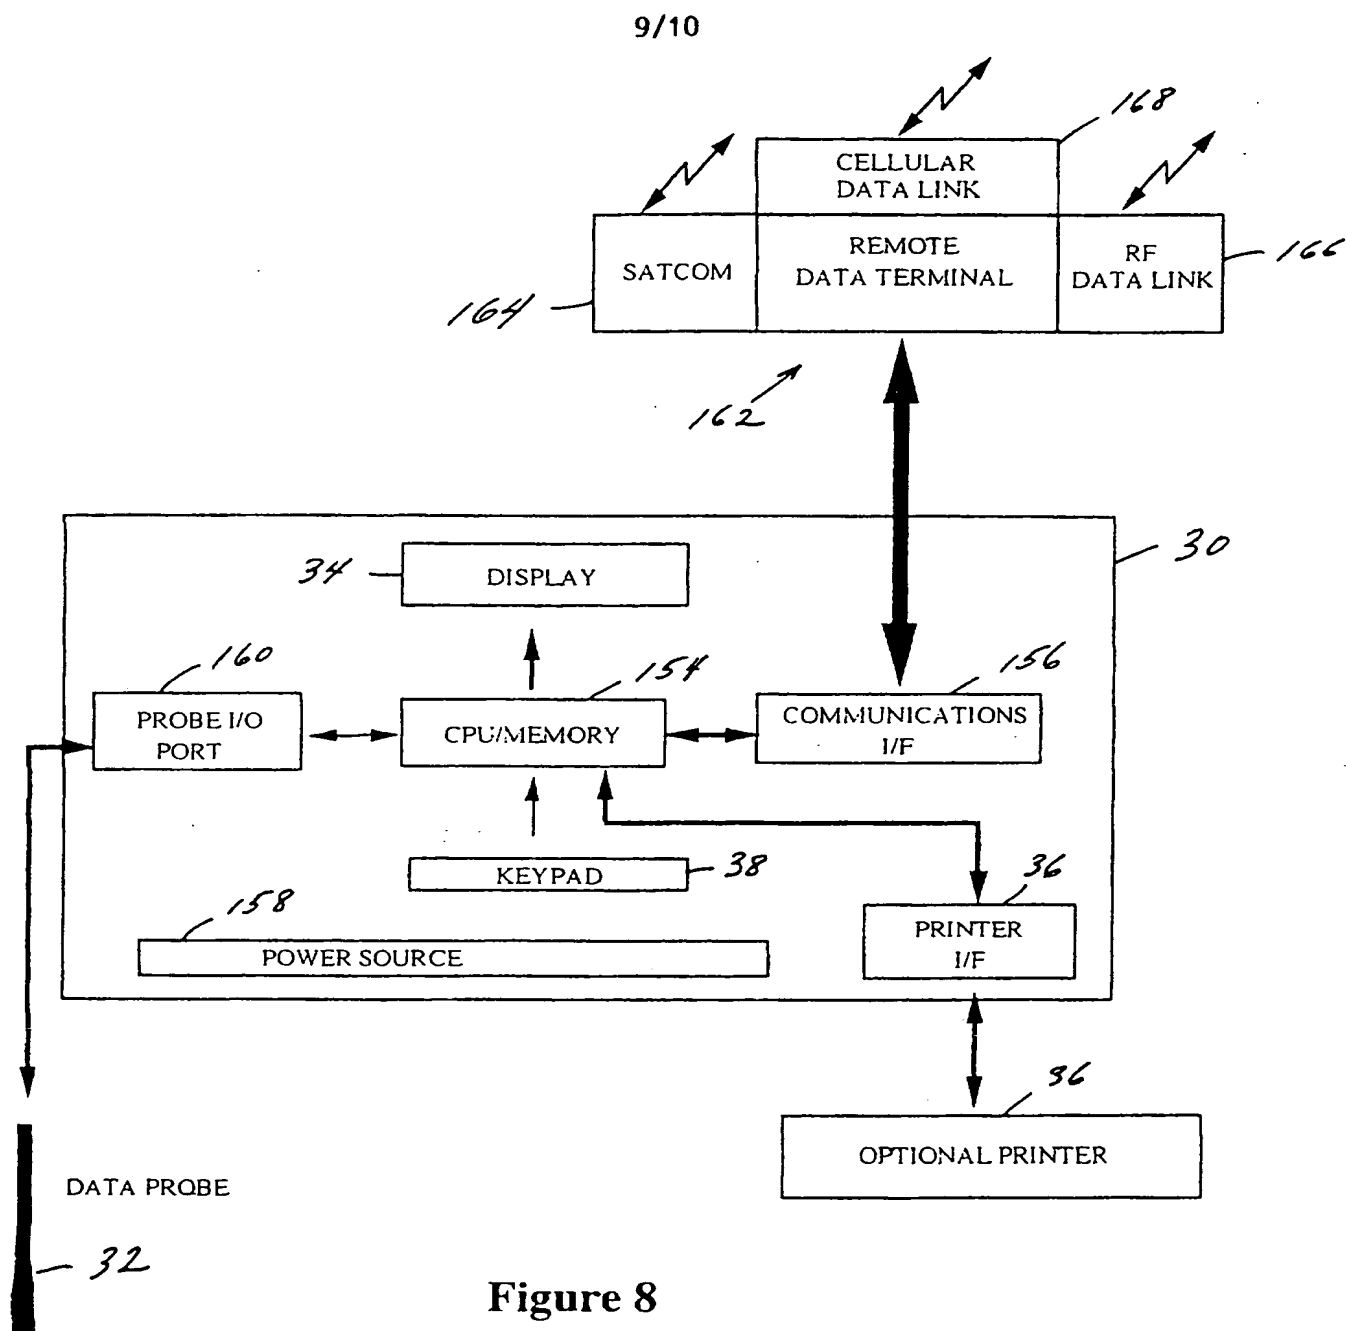 9/10
168
CELLULAR
DATA LINK
SATCOM
REMOTE
DATA TERMINAL
RF
DATA LINK
166
164
162
30
34
DISPLAY
160
154
156
PROBE I/O
PORT
CPU/MEMORY
COMMUNICATIONS
I/F
KEYPAD
38
36
158
POWER SOURCE
PRINTER
I/F
36
OPTIONAL PRINTER
DATA PROBE
32
Figure 8